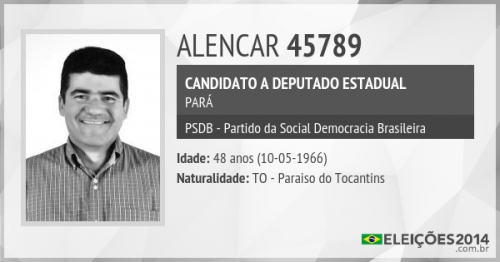 ALENCAR 45789
CANDIDATO A DEPUTADO ESTADUAL
PARÁ
PSDB - Partido da Social Democracia Brasileira
Idade: 48 anos (10-05-1966)
Naturalidade: TO - Paraiso do Tocantins
ELEIÇÕES2014
.com.br